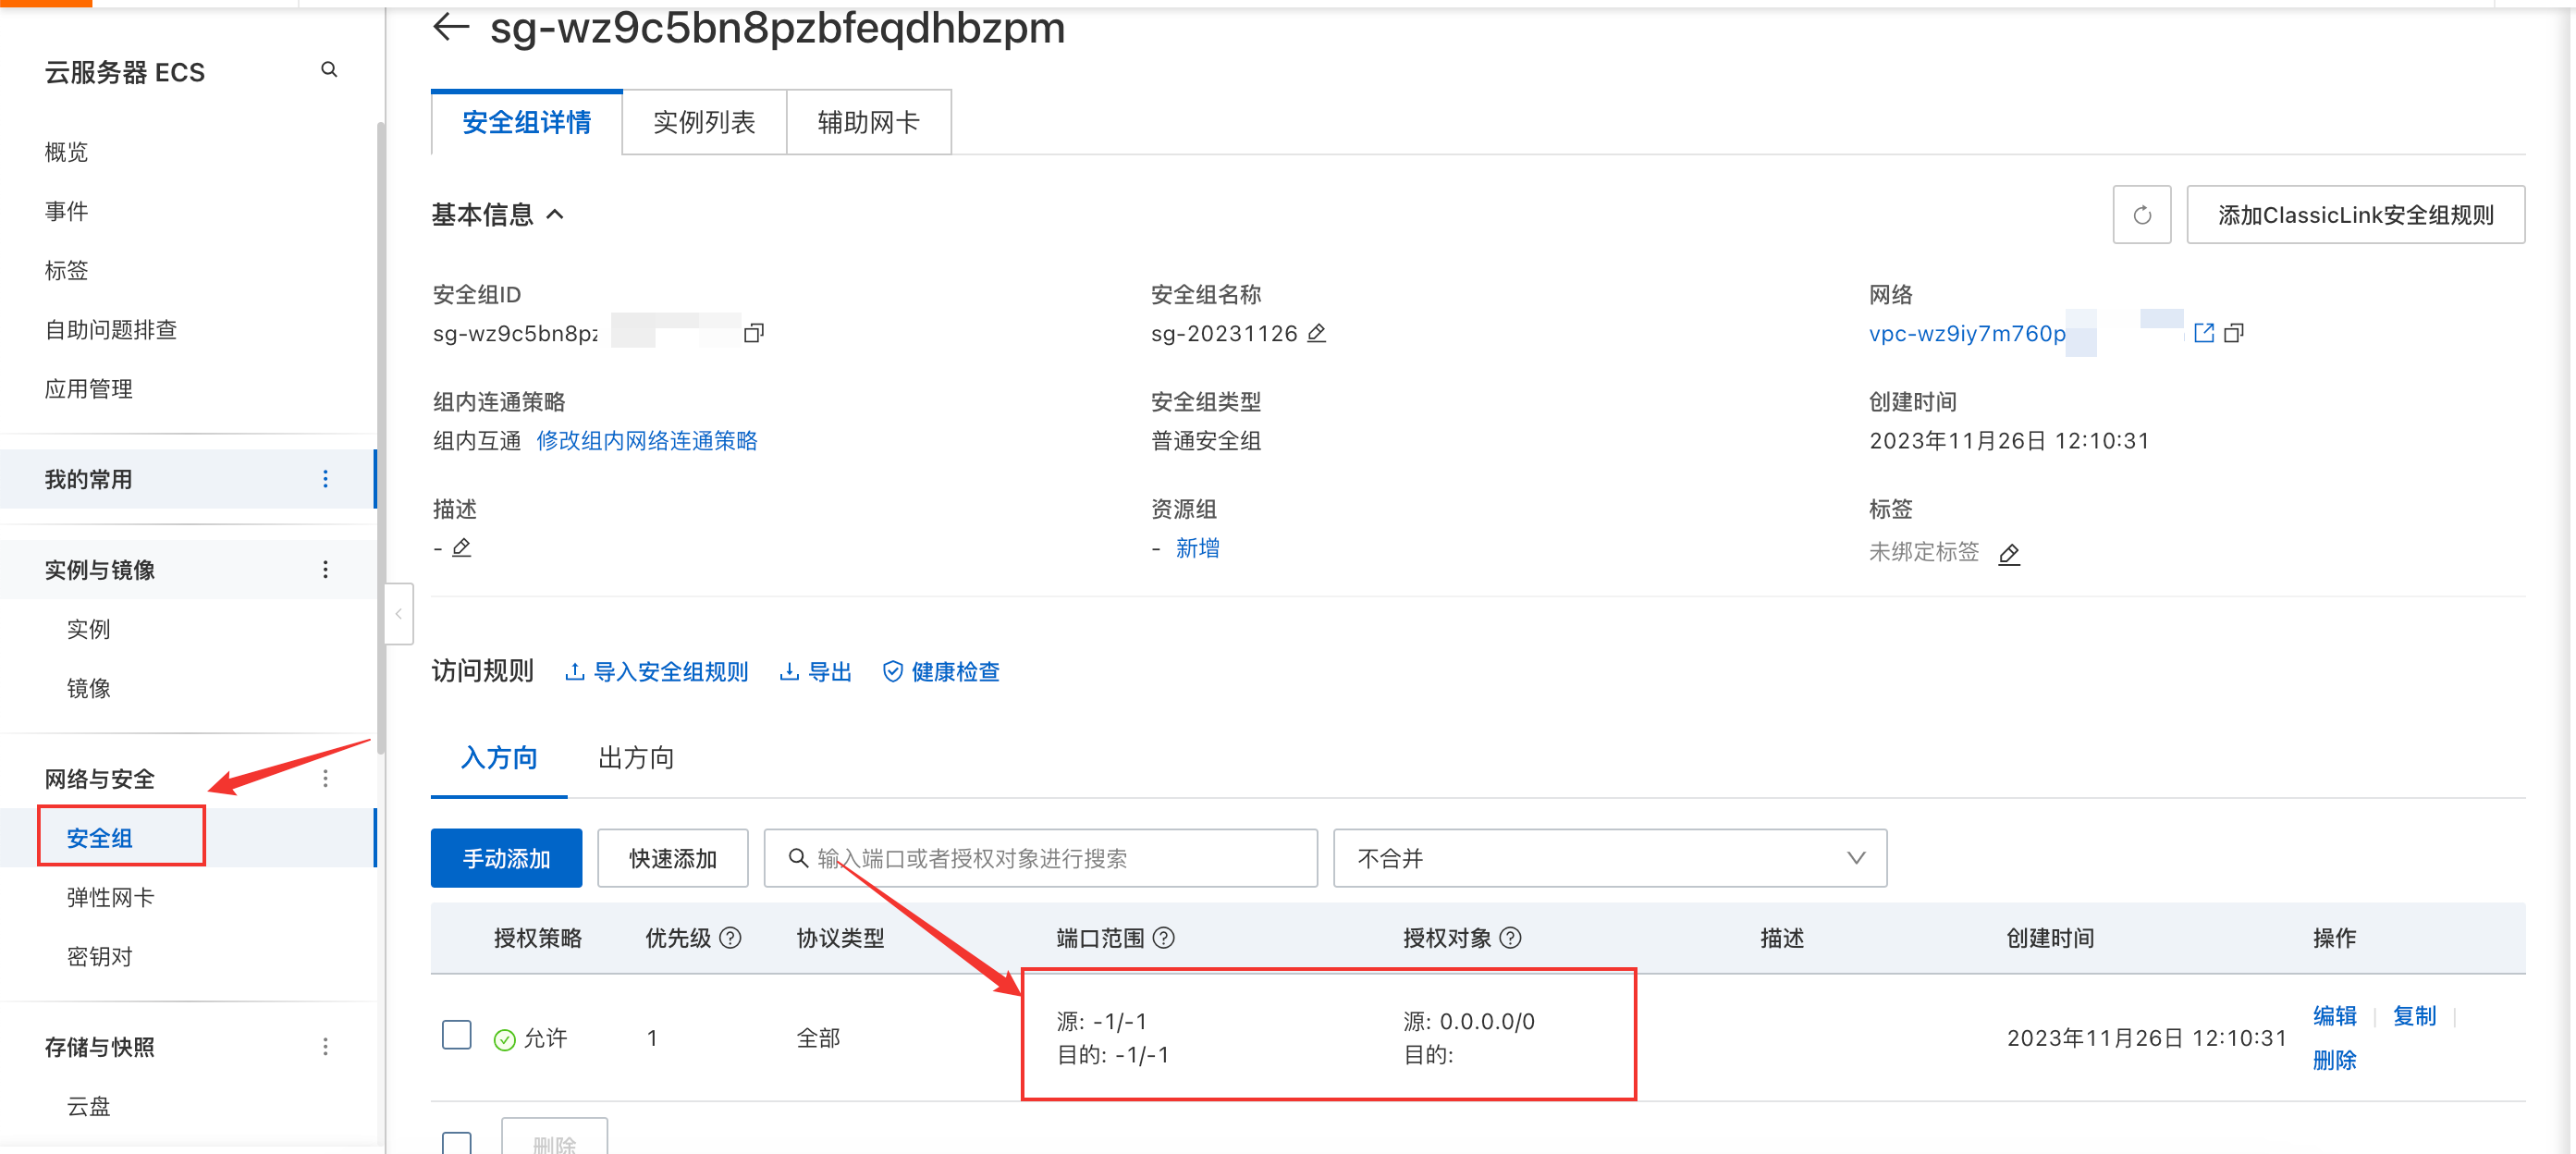 sg-wz9c5bn8pzbfeqdhbzpm
云服务器 ECS
概览
事件
标签
自助问题排查
应用管理
我的常用
实例与镜像
实例
镜像
网络与安全
安全组
弹性网卡
密钥对
存储与快照
云盘
安全组详情 实例列表 辅助网卡
基本信息
添加ClassicLink安全组规则
安全组ID 安全组名称 网络
sg-wz9c5bn8pz sg-20231126 vpc-wz9iy7m760p
组内连通策略 安全组类型 创建时间
组内互通 修改组内网络连通策略 普通安全组 2023年11月26日 12:10:31
描述 资源组 标签
- - 新增 未绑定标签
访问规则 导入安全组规则 导出 健康检查
入方向 出方向
手动添加 快速添加 输入端口或者授权对象进行搜索 不合并
授权策略 优先级 协议类型 端口范围 授权对象 描述 创建时间 操作
允许 1 全部 源: -1/-1 源: 0.0.0.0/0 2023年11月26日 12:10:31 编辑 复制
目的: -1/-1 目的: 删除
删除